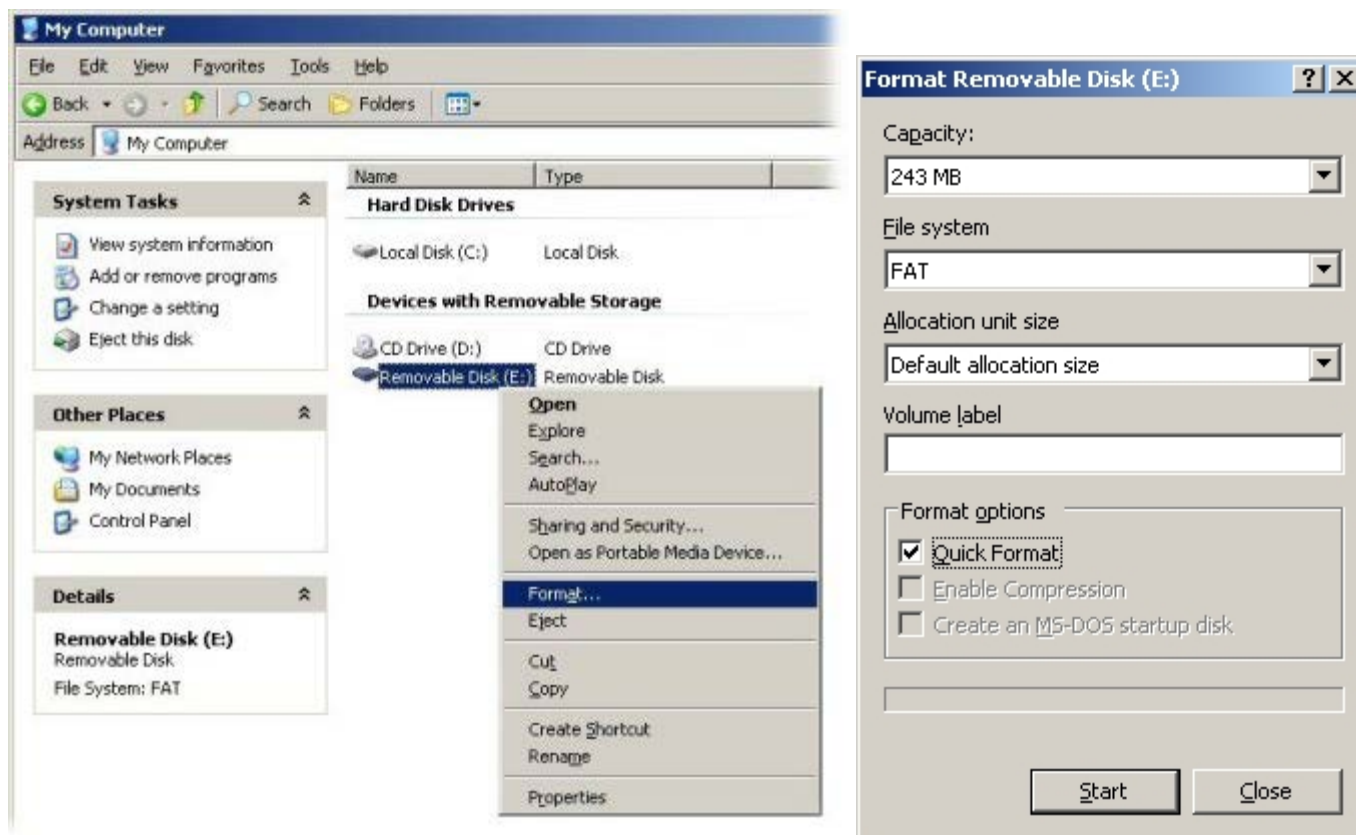 My Computer
File Edit View Favorites Tools Help
Back Search Folders
Address My Computer
System Tasks
View system information
Add or remove programs
Change a setting
Eject this disk
Other Places
My Network Places
My Documents
Control Panel
Details
Removable Disk (E:)
Removable Disk
File System: FAT
Name Type
Hard Disk Drives
Local Disk (C:) Local Disk
Devices with Removable Storage
CD Drive (D:) CD Drive
Removable Disk (E:) Removable Disk
Open
Explore
Search...
AutoPlay
Sharing and Security...
Open as Portable Media Device...
Format...
Eject
Cut
Copy
Create Shortcut
Rename
Properties
Format Removable Disk (E:)
Capacity:
243 MB
File system
FAT
Allocation unit size
Default allocation size
Volume label
Format options
Quick Format
Enable Compression
Create an MS-DOS startup disk
Start Close